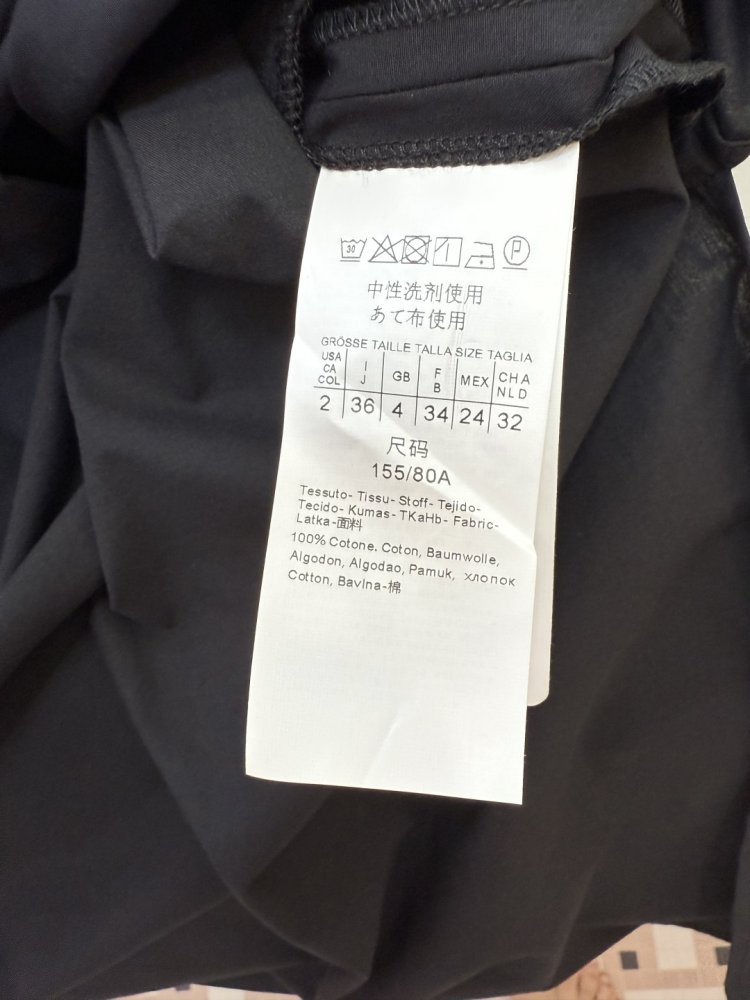 30 P
中性洗剂使用
あて布使用
GRÖSSE TAILLE TALLA SIZE TAGLIA
USA CA COL I J GB F B MEX CH A NL D
2 36 4 34 24 32
尺码
155/80A
Tessuto- Tissu- Stoff- Tejido-
Tecido- Kumas- TKaHb- Fabric-
Latka-面料
100% Cotone. Coton, Baumwolle,
Algodon, Algodao, Pamuk, хлопок
Cotton, Bavlna-棉